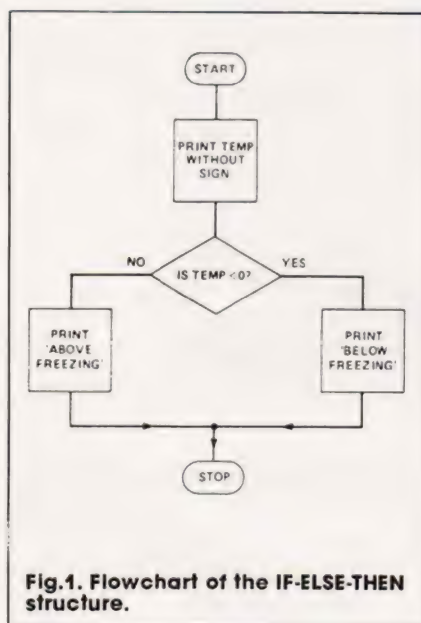 START
PRINT TEMP
WITHOUT
SIGN
NO
IS TEMP <0?
YES
PRINT
'ABOVE
FREEZING'
PRINT
'BELOW
FREEZING'
STOP
Fig.1. Flowchart of the IF-ELSE-THEN
structure.